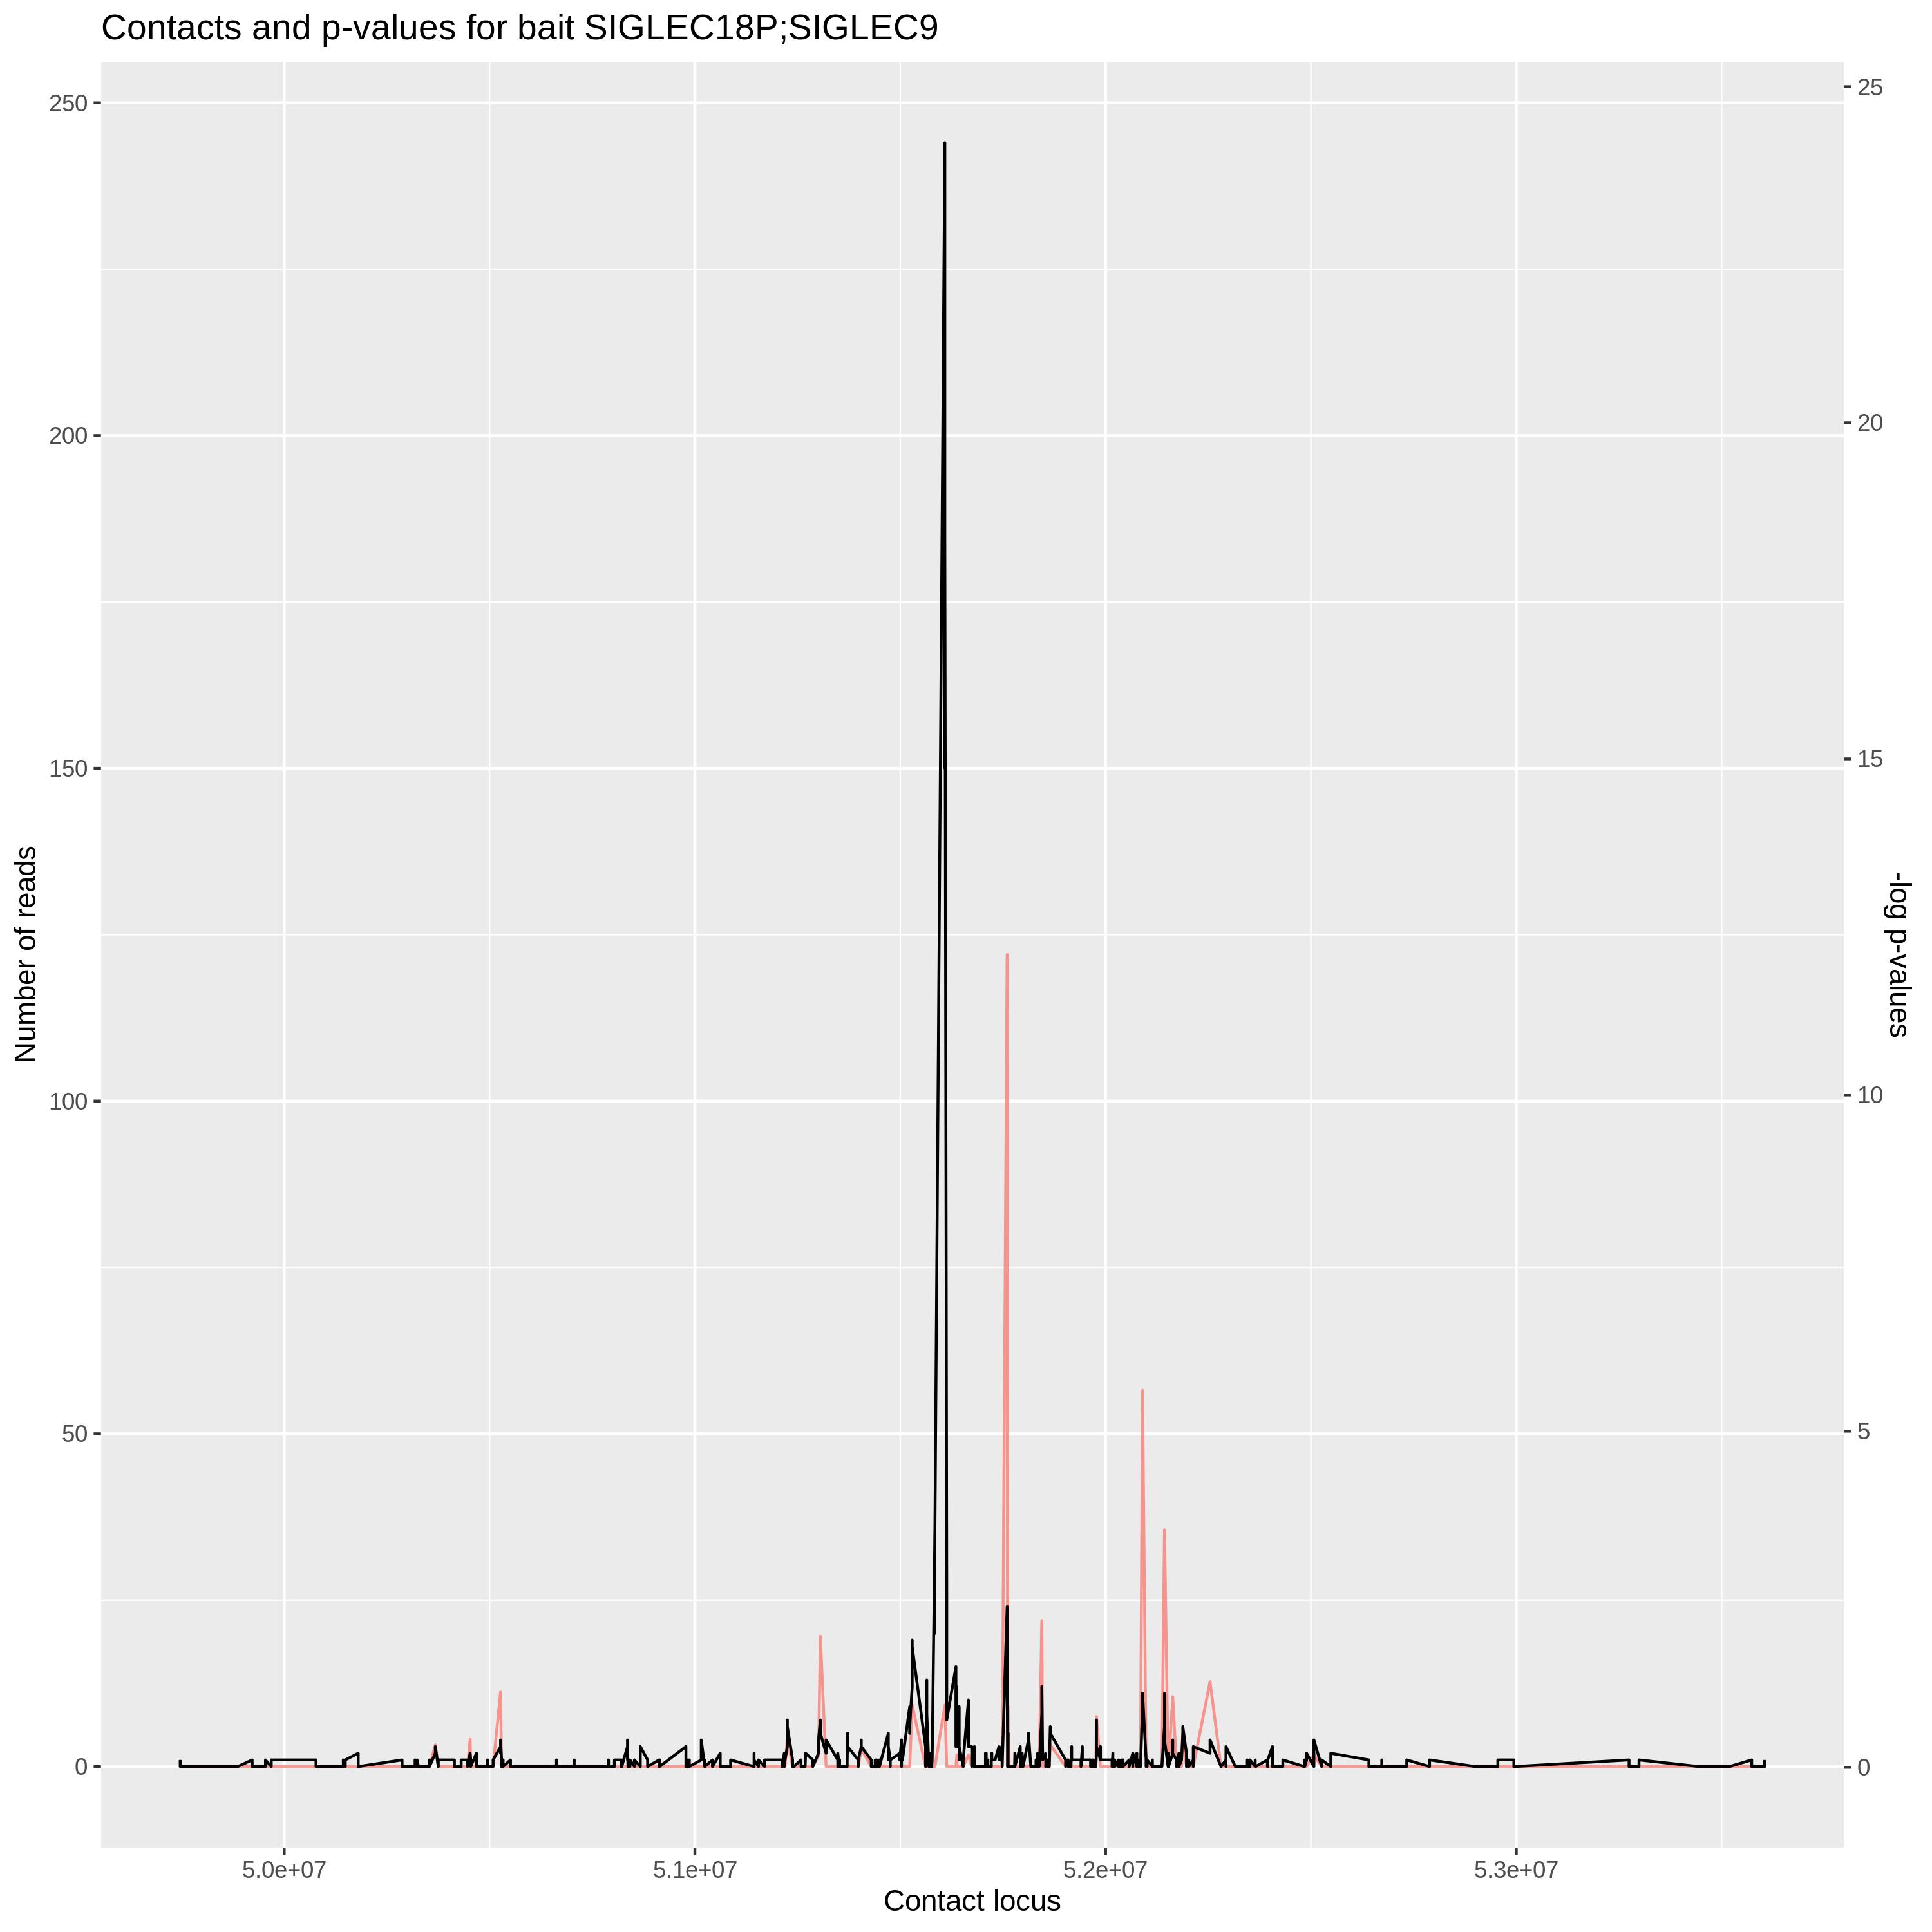 Contacts and p-values for bait SIGLEC18P;SIGLEC9
250
200
150
100
50
0
Number of reads
25
20
15
10
5
0
-log p-values
5.0e+07
5.1e+07
5.2e+07
5.3e+07
Contact locus